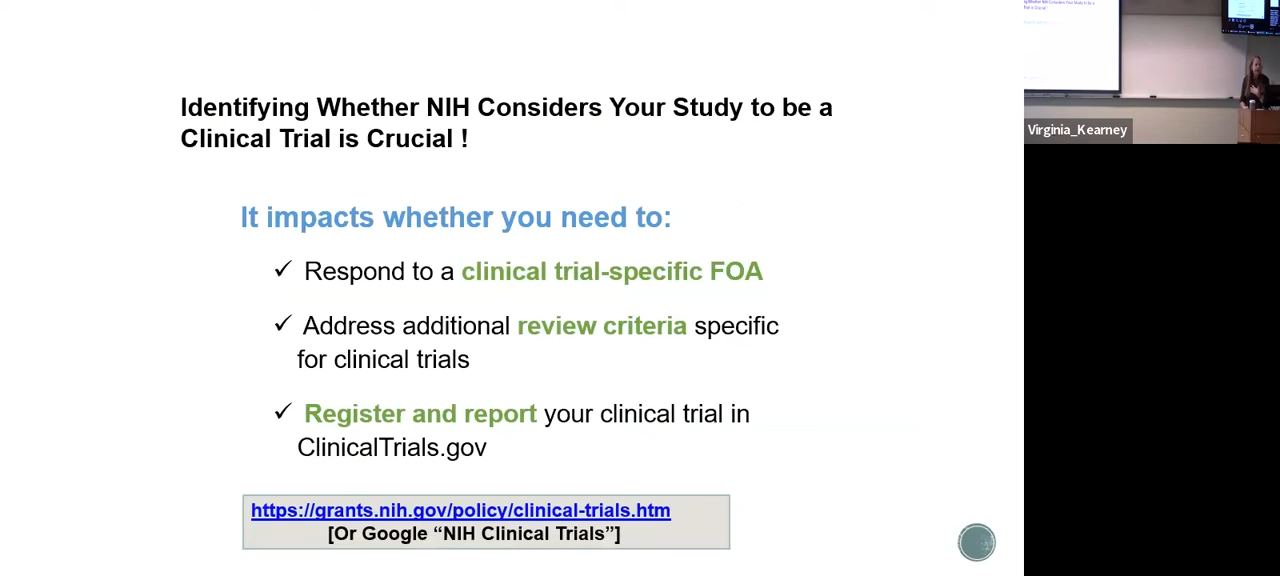 Identifying Whether NIH Considers Your Study to be a
Clinical Trial is Crucial !
It impacts whether you need to:
✓ Respond to a clinical trial-specific FOA
✓ Address additional review criteria specific
for clinical trials
✓ Register and report your clinical trial in
ClinicalTrials.gov
https://grants.nih.gov/policy/clinical-trials.htm
[Or Google “NIH Clinical Trials”]
Virginia_Kearney